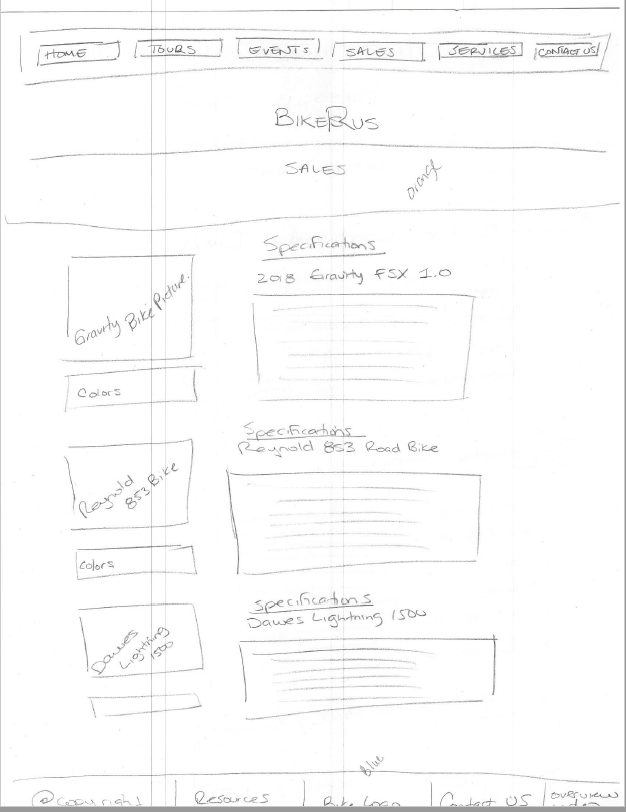 HOME TOURS EVENTS SALES SERVICES CONTACT US
BIKERUS
SALES
orange
Specifications
2018 Gravity FSX 1.0
Gravity Bike Picture.
Colors
Specifications
Reynold 853 Road Bike
Reynold
853 Bike
Colors
Specifications
Dawes Lightning 1500
Dawes
Lightning
1500
Blue
@copyright Resources Bike Logo Contact US overview